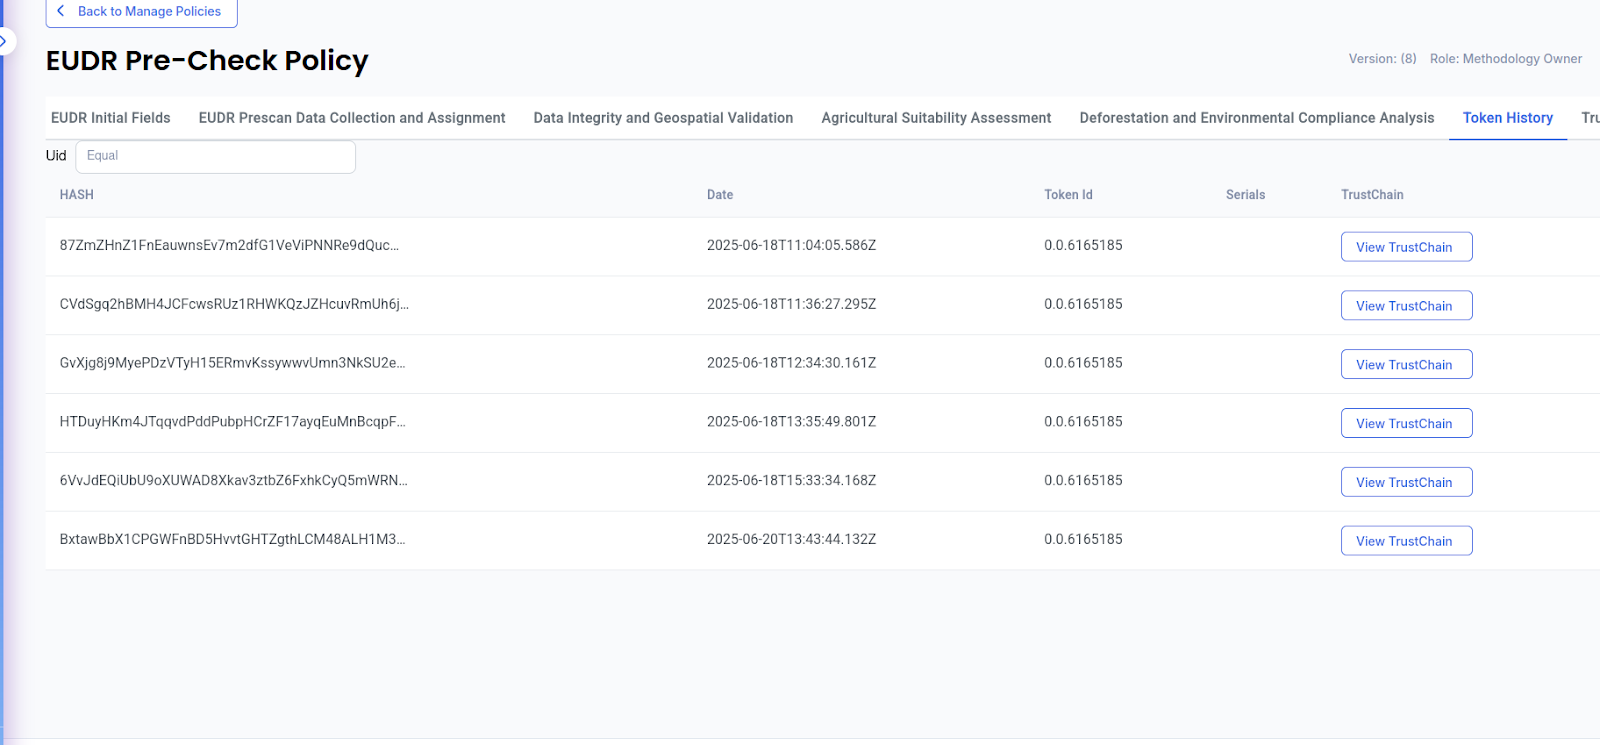 Back to Manage Policies
EUDR Pre-Check Policy
Version: (8) Role: Methodology Owner
EUDR Initial Fields EUDR Prescan Data Collection and Assignment Data Integrity and Geospatial Validation Agricultural Suitability Assessment Deforestation and Environmental Compliance Analysis Token History Tru
Uid Equal
HASH Date Token Id Serials TrustChain
87ZmZHnZ1FnEauwnsEv7m2dfG1VeViPNNRe9dQuc... 2025-06-18T11:04:05.586Z 0.0.6165185 View TrustChain
CVdSgq2hBMH4JCFcwsRUz1RHWKQzJZHcuvRmUh6j... 2025-06-18T11:36:27.295Z 0.0.6165185 View TrustChain
GvXjg8j9MyePDzVTyH15ERmvKssywwvUmn3NkSU2e... 2025-06-18T12:34:30.161Z 0.0.6165185 View TrustChain
HTDuyHKm4JTqqvdPddPubpHCrZF17ayqEuMnBcqpF... 2025-06-18T13:35:49.801Z 0.0.6165185 View TrustChain
6VvJdEQiUbU9oXUWAD8Xkav3ztbZ6FxhkCyQ5mWRN... 2025-06-18T15:33:34.168Z 0.0.6165185 View TrustChain
BxtawBbX1CPGWFnBD5HvvtGHTZgthLCM48ALH1M3... 2025-06-20T13:43:44.132Z 0.0.6165185 View TrustChain